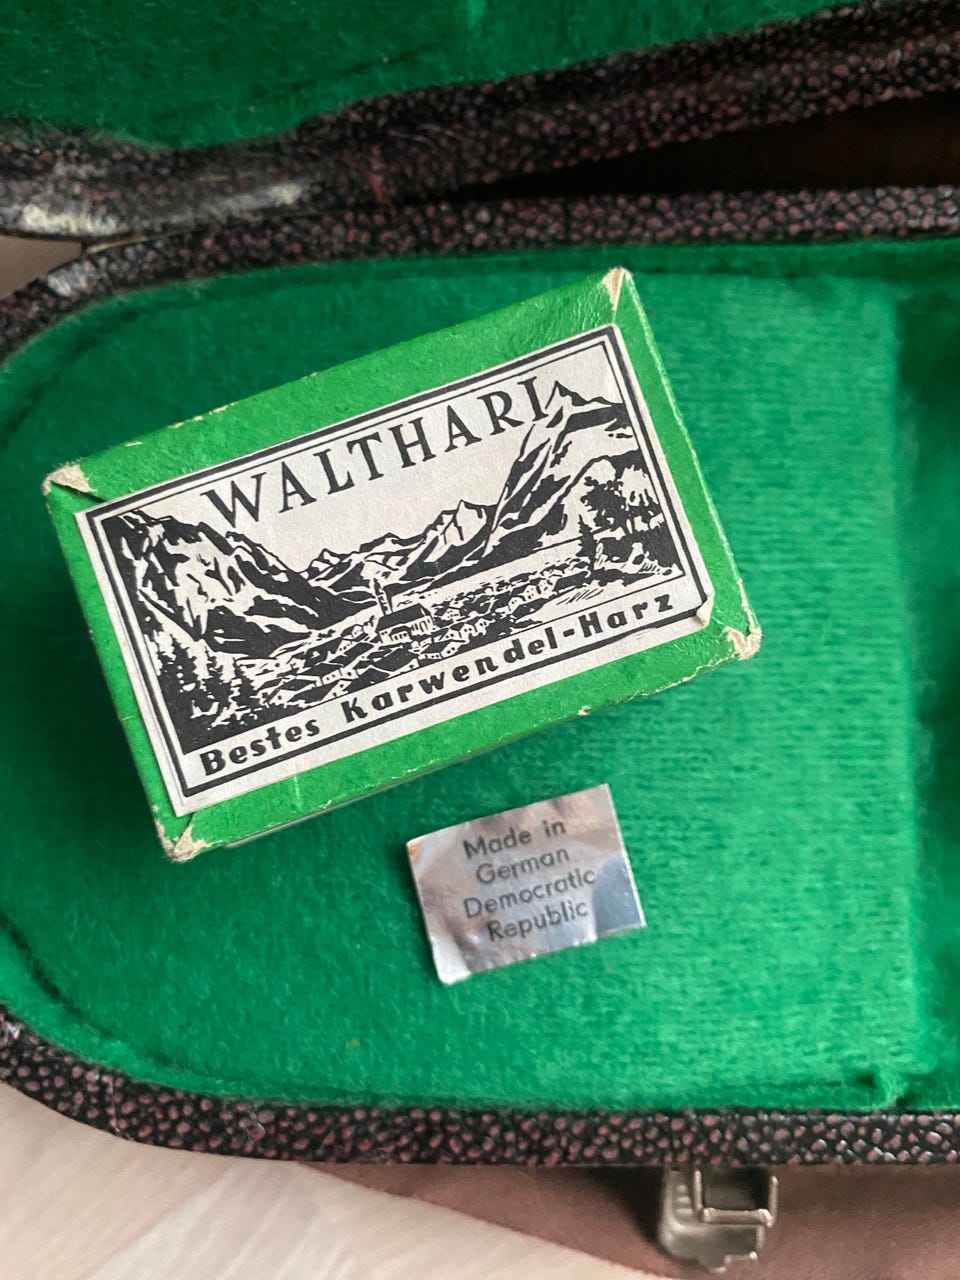 WALTHARI
Bestes Karwendel-Harz
Made in
German
Democratic
Republic